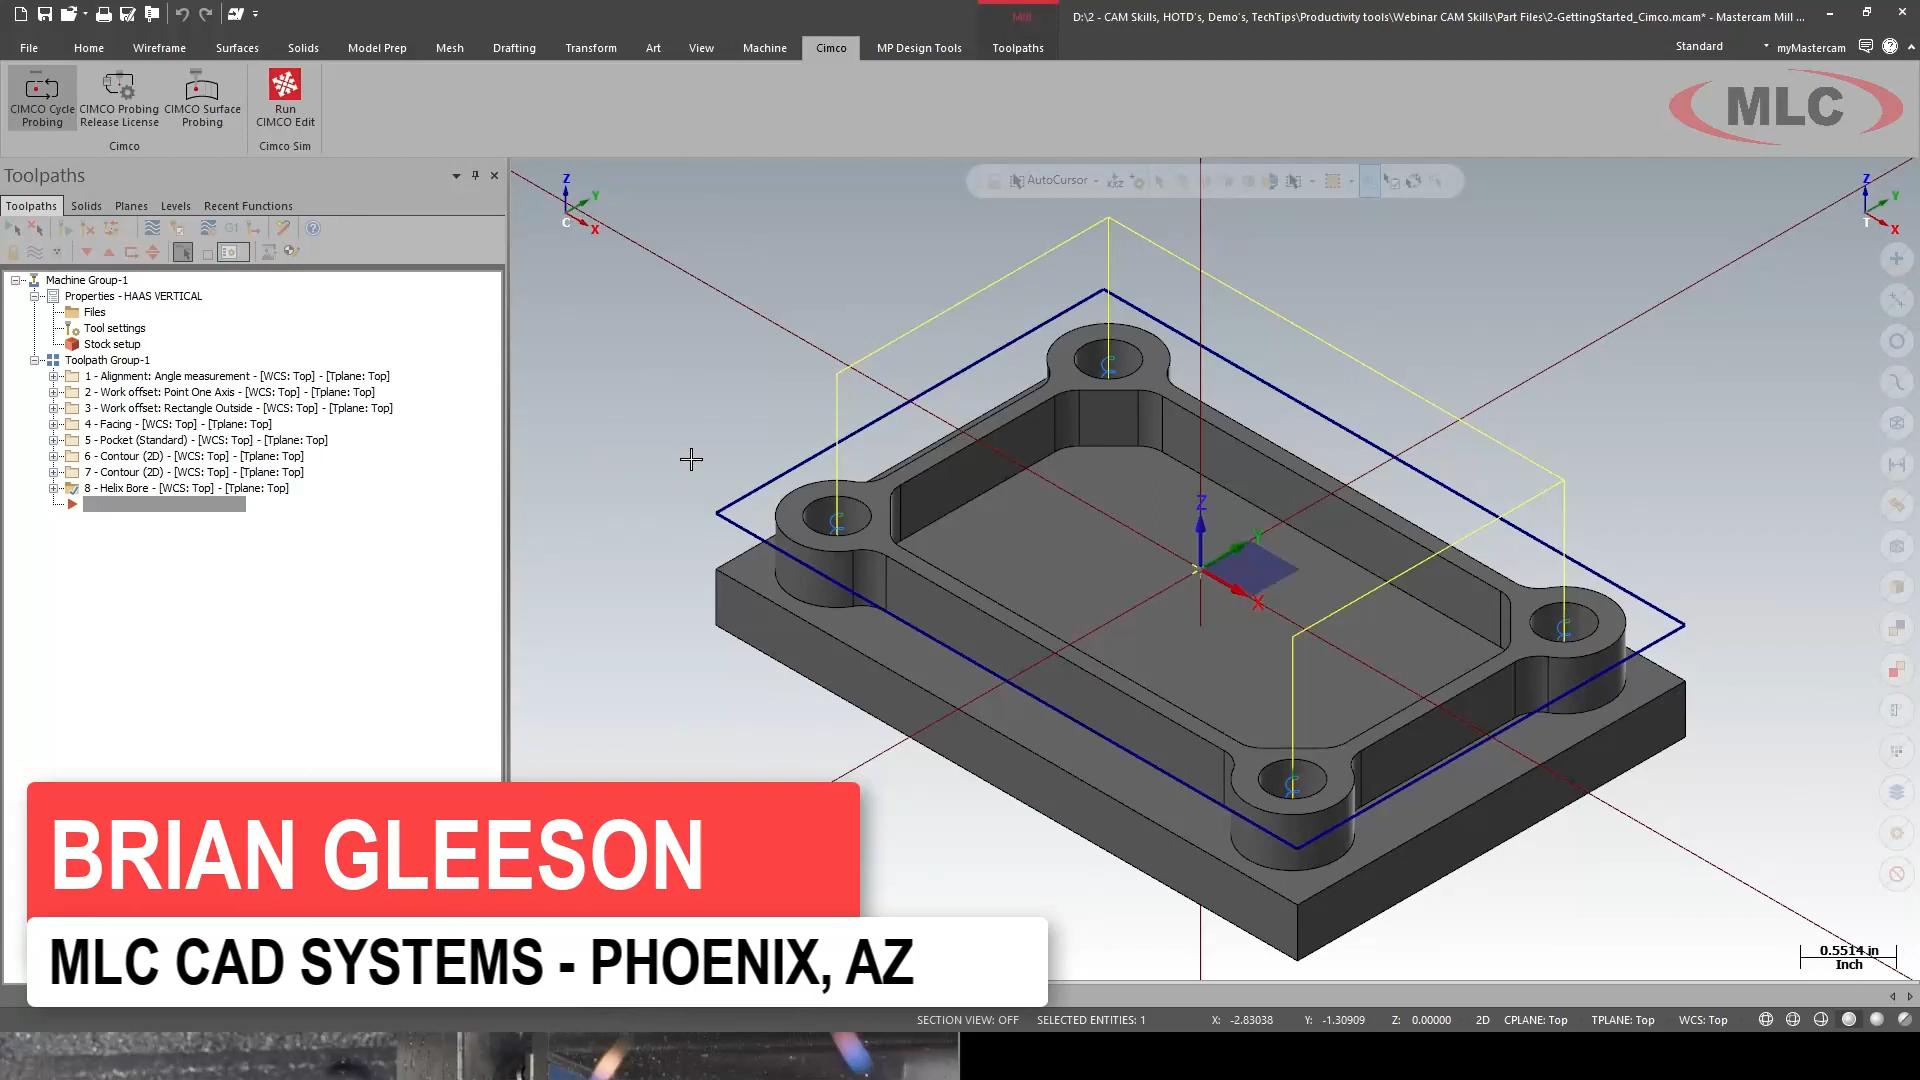 Mill
D:\2 - CAM Skills, HOTD's, Demo's, TechTips\Productivity tools\Webinar CAM Skills\Part Files\2-GettingStarted_Cimco.mcam* - Mastercam Mill ...
File Home Wireframe Surfaces Solids Model Prep Mesh Drafting Transform Art View Machine Cimco MP Design Tools Toolpaths
Standard myMastercam
CIMCO Cycle Probing
CIMCO Probing Release License
CIMCO Surface Probing
Run CIMCO Edit
Cimco Cimco Sim
MLC
Toolpaths
Toolpaths Solids Planes Levels Recent Functions
G1
Machine Group-1
Properties - HAAS VERTICAL
Files
Tool settings
Stock setup
Toolpath Group-1
1 - Alignment: Angle measurement - [WCS: Top] - [Tplane: Top]
2 - Work offset: Point One Axis - [WCS: Top] - [Tplane: Top]
3 - Work offset: Rectangle Outside - [WCS: Top] - [Tplane: Top]
4 - Facing - [WCS: Top] - [Tplane: Top]
5 - Pocket (Standard) - [WCS: Top] - [Tplane: Top]
6 - Contour (2D) - [WCS: Top] - [Tplane: Top]
7 - Contour (2D) - [WCS: Top] - [Tplane: Top]
8 - Helix Bore - [WCS: Top] - [Tplane: Top]
AutoCursor
Z
Y
X
C
Z
Y
X
T
Z
Y
X
BRIAN GLEESON
MLC CAD SYSTEMS - PHOENIX, AZ
0.5514 in
Inch
SECTION VIEW: OFF SELECTED ENTITIES: 1 X: -2.83038 Y: -1.30909 Z: 0.00000 2D CPLANE: Top TPLANE: Top WCS: Top